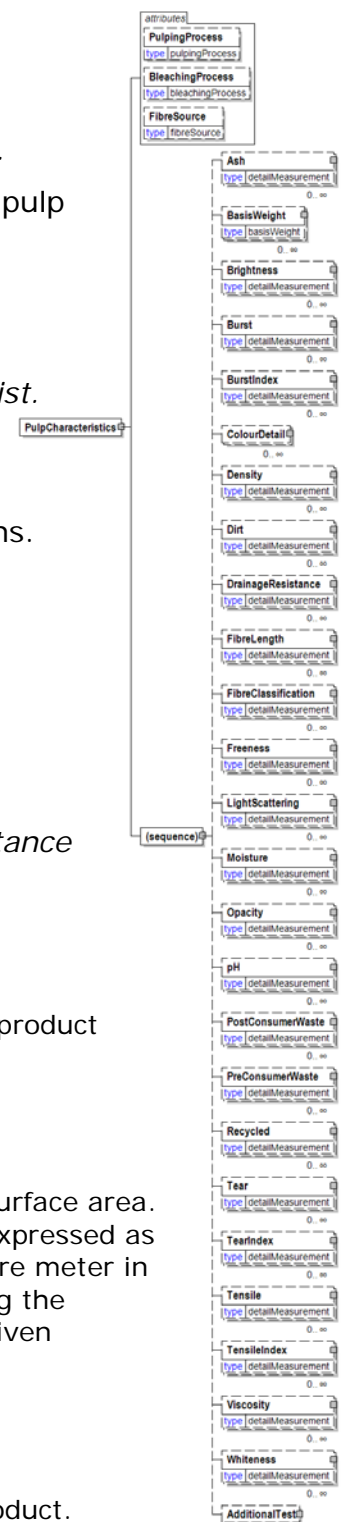 pulp
ist.
ns.
tance
product
urface area.
expressed as
re meter in
g the
iven
oduct.
PulpCharacteristics
attributes
PulpingProcess
type pulpingProcess
BleachingProcess
type bleachingProcess
FibreSource
type fibreSource
(sequence)
Ash
type detailMeasurement
0.. ∞
BasisWeight
type basisWeight
0.. ∞
Brightness
type detailMeasurement
0.. ∞
Burst
type detailMeasurement
0.. ∞
BurstIndex
type detailMeasurement
0.. ∞
ColourDetail
0.. ∞
Density
type detailMeasurement
0.. ∞
Dirt
type detailMeasurement
0.. ∞
DrainageResistance
type detailMeasurement
0.. ∞
FibreLength
type detailMeasurement
0.. ∞
FibreClassification
type detailMeasurement
0.. ∞
Freeness
type detailMeasurement
0.. ∞
LightScattering
type detailMeasurement
0.. ∞
Moisture
type detailMeasurement
0.. ∞
Opacity
type detailMeasurement
0.. ∞
pH
type detailMeasurement
0.. ∞
PostConsumerWaste
type detailMeasurement
0.. ∞
PreConsumerWaste
type detailMeasurement
0.. ∞
Recycled
type detailMeasurement
0.. ∞
Tear
type detailMeasurement
0.. ∞
TearIndex
type detailMeasurement
0.. ∞
Tensile
type detailMeasurement
0.. ∞
TensileIndex
type detailMeasurement
0.. ∞
Viscosity
type detailMeasurement
0.. ∞
Whiteness
type detailMeasurement
0.. ∞
AdditionalTest